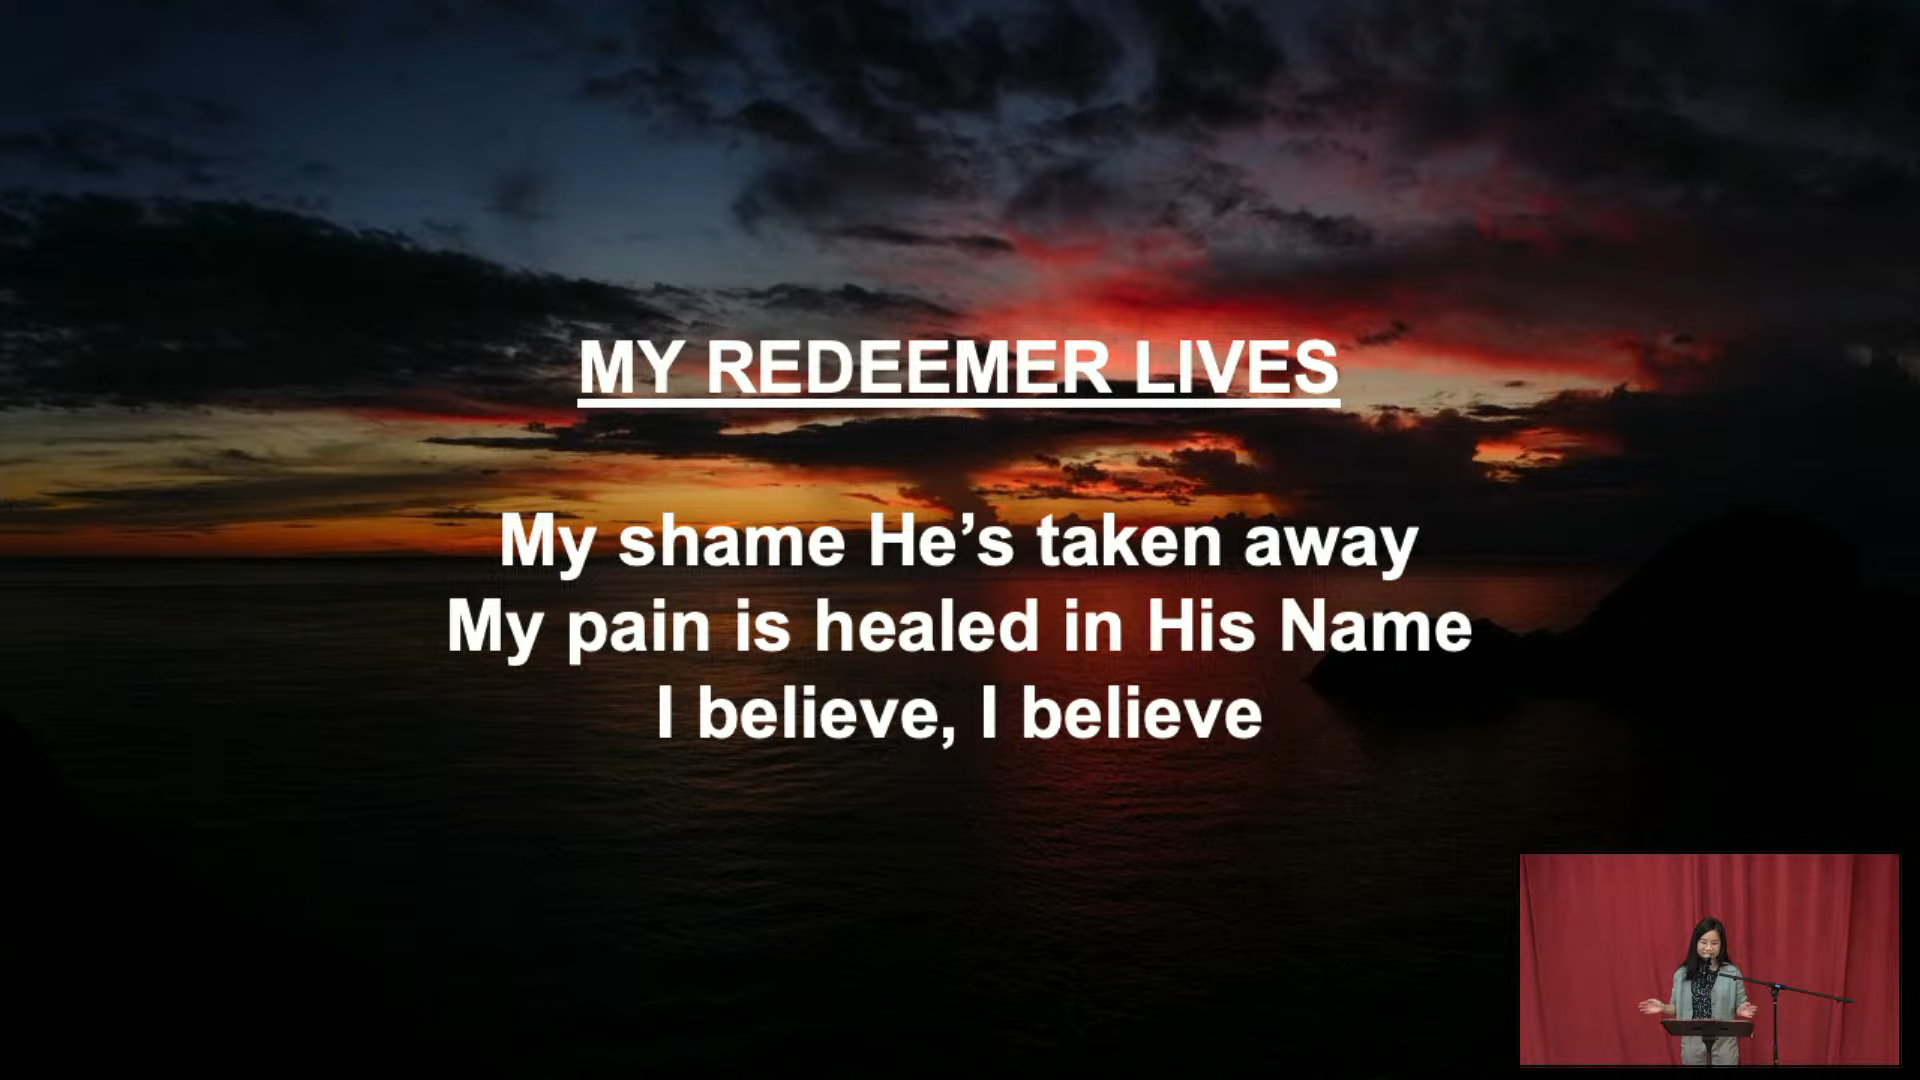 MY REDEEMER LIVES
My shame He’s taken away
My pain is healed in His Name
I believe, I believe